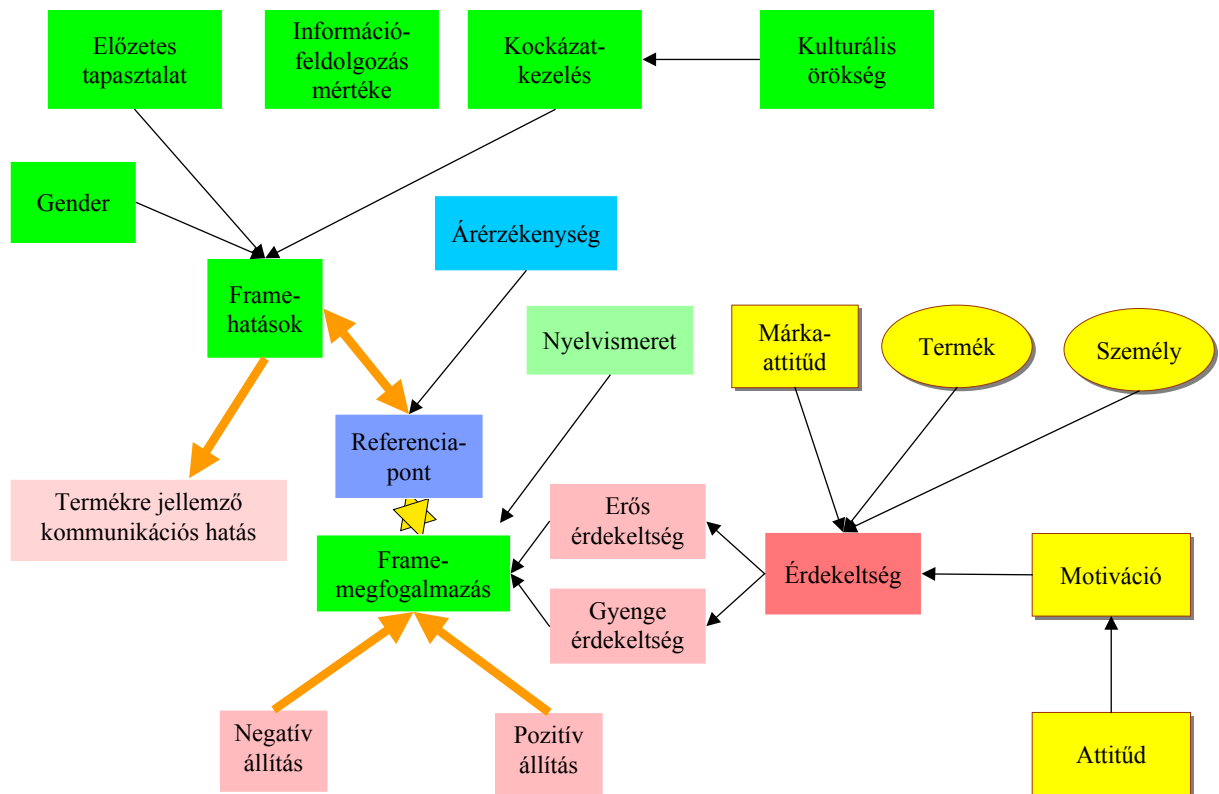 Előzetes
tapasztalat
Információ-
feldolgozás
mértéke
Kockázat-
kezelés
Kulturális
örökség
Gender
Árérzékenység
Frame-
hatások
Nyelvismeret
Márka-
attitűd
Termék
Személy
Referencia-
pont
Termékre jellemző
kommunikációs hatás
Erős
érdekeltség
Frame-
megfogalmazás
Érdekeltség
Motiváció
Gyenge
érdekeltség
Negatív
állítás
Pozitív
állítás
Attitűd